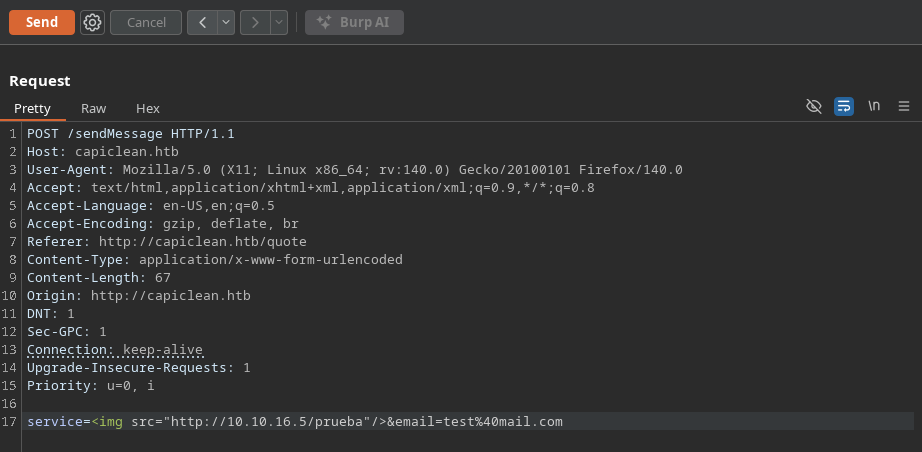 Send Cancel < > Burp AI
Request
Pretty Raw Hex \n
1 POST /sendMessage HTTP/1.1
2 Host: capiclean.htb
3 User-Agent: Mozilla/5.0 (X11; Linux x86_64; rv:140.0) Gecko/20100101 Firefox/140.0
4 Accept: text/html,application/xhtml+xml,application/xml;q=0.9,*/*;q=0.8
5 Accept-Language: en-US,en;q=0.5
6 Accept-Encoding: gzip, deflate, br
7 Referer: http://capiclean.htb/quote
8 Content-Type: application/x-www-form-urlencoded
9 Content-Length: 67
10 Origin: http://capiclean.htb
11 DNT: 1
12 Sec-GPC: 1
13 Connection: keep-alive
14 Upgrade-Insecure-Requests: 1
15 Priority: u=0, i
16
17 service=<img src="http://10.10.16.5/prueba"/>&email=test%40mail.com